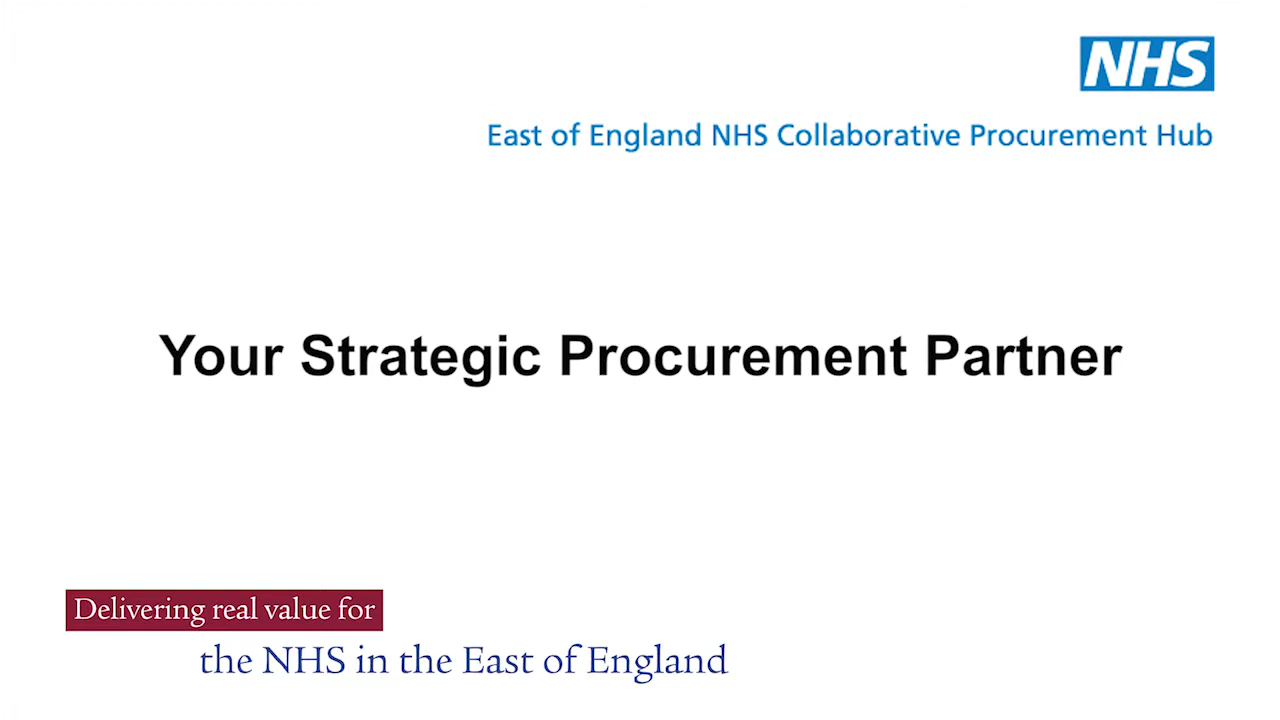 NHS
East of England NHS Collaborative Procurement Hub
Your Strategic Procurement Partner
Delivering real value for
the NHS in the East of England